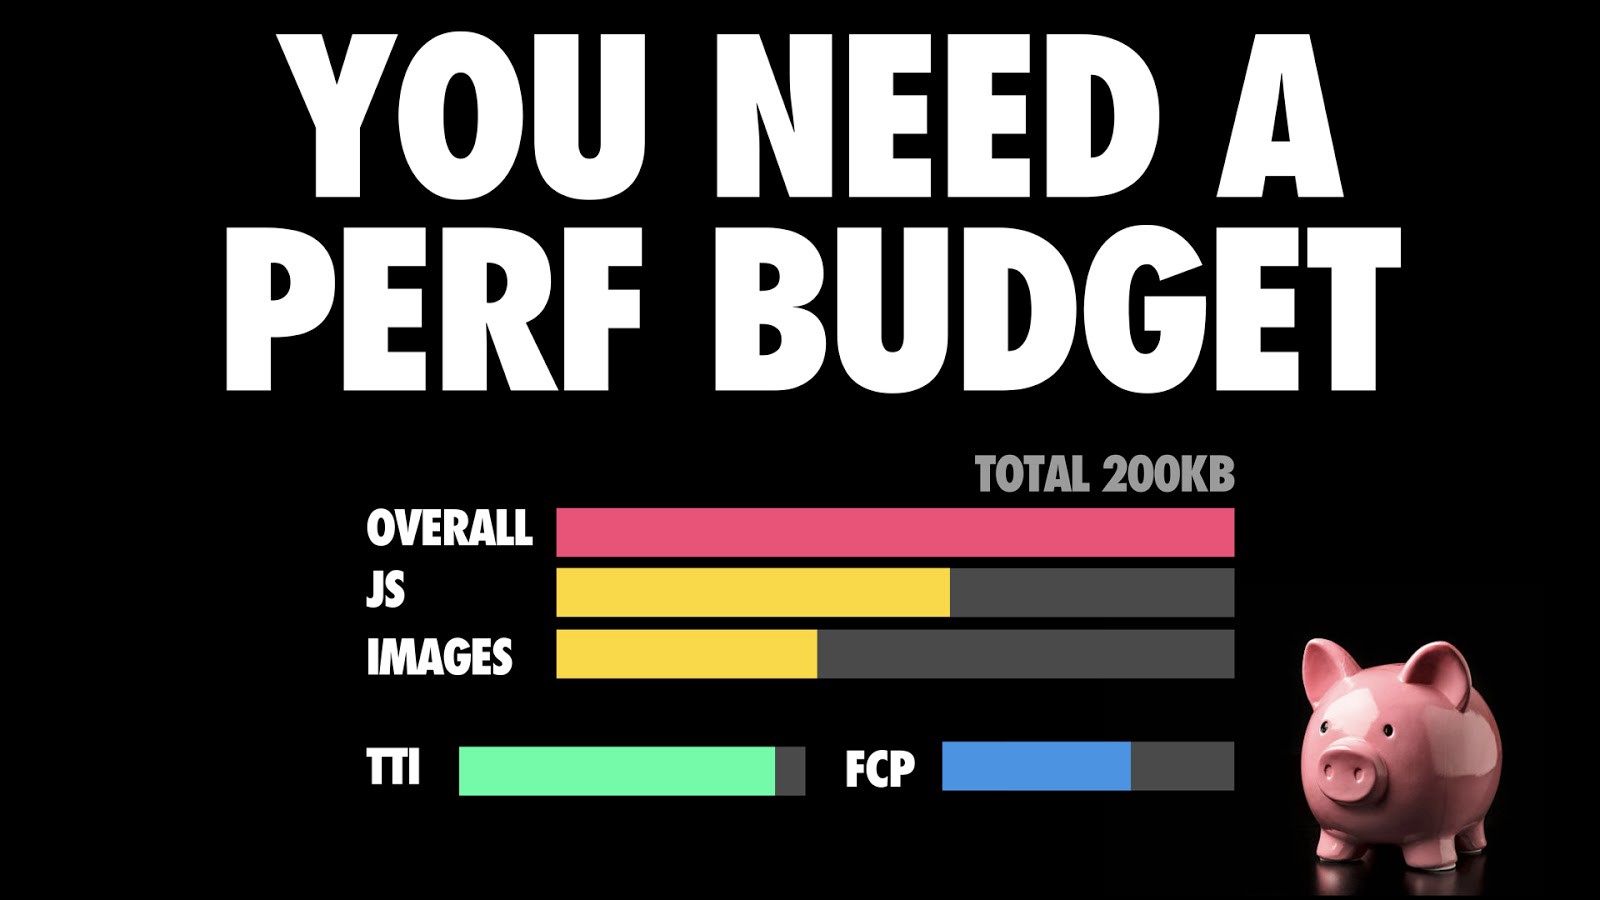 YOU NEED A
PERF BUDGET
TOTAL 200KB
OVERALL
JS
IMAGES
TTI
FCP